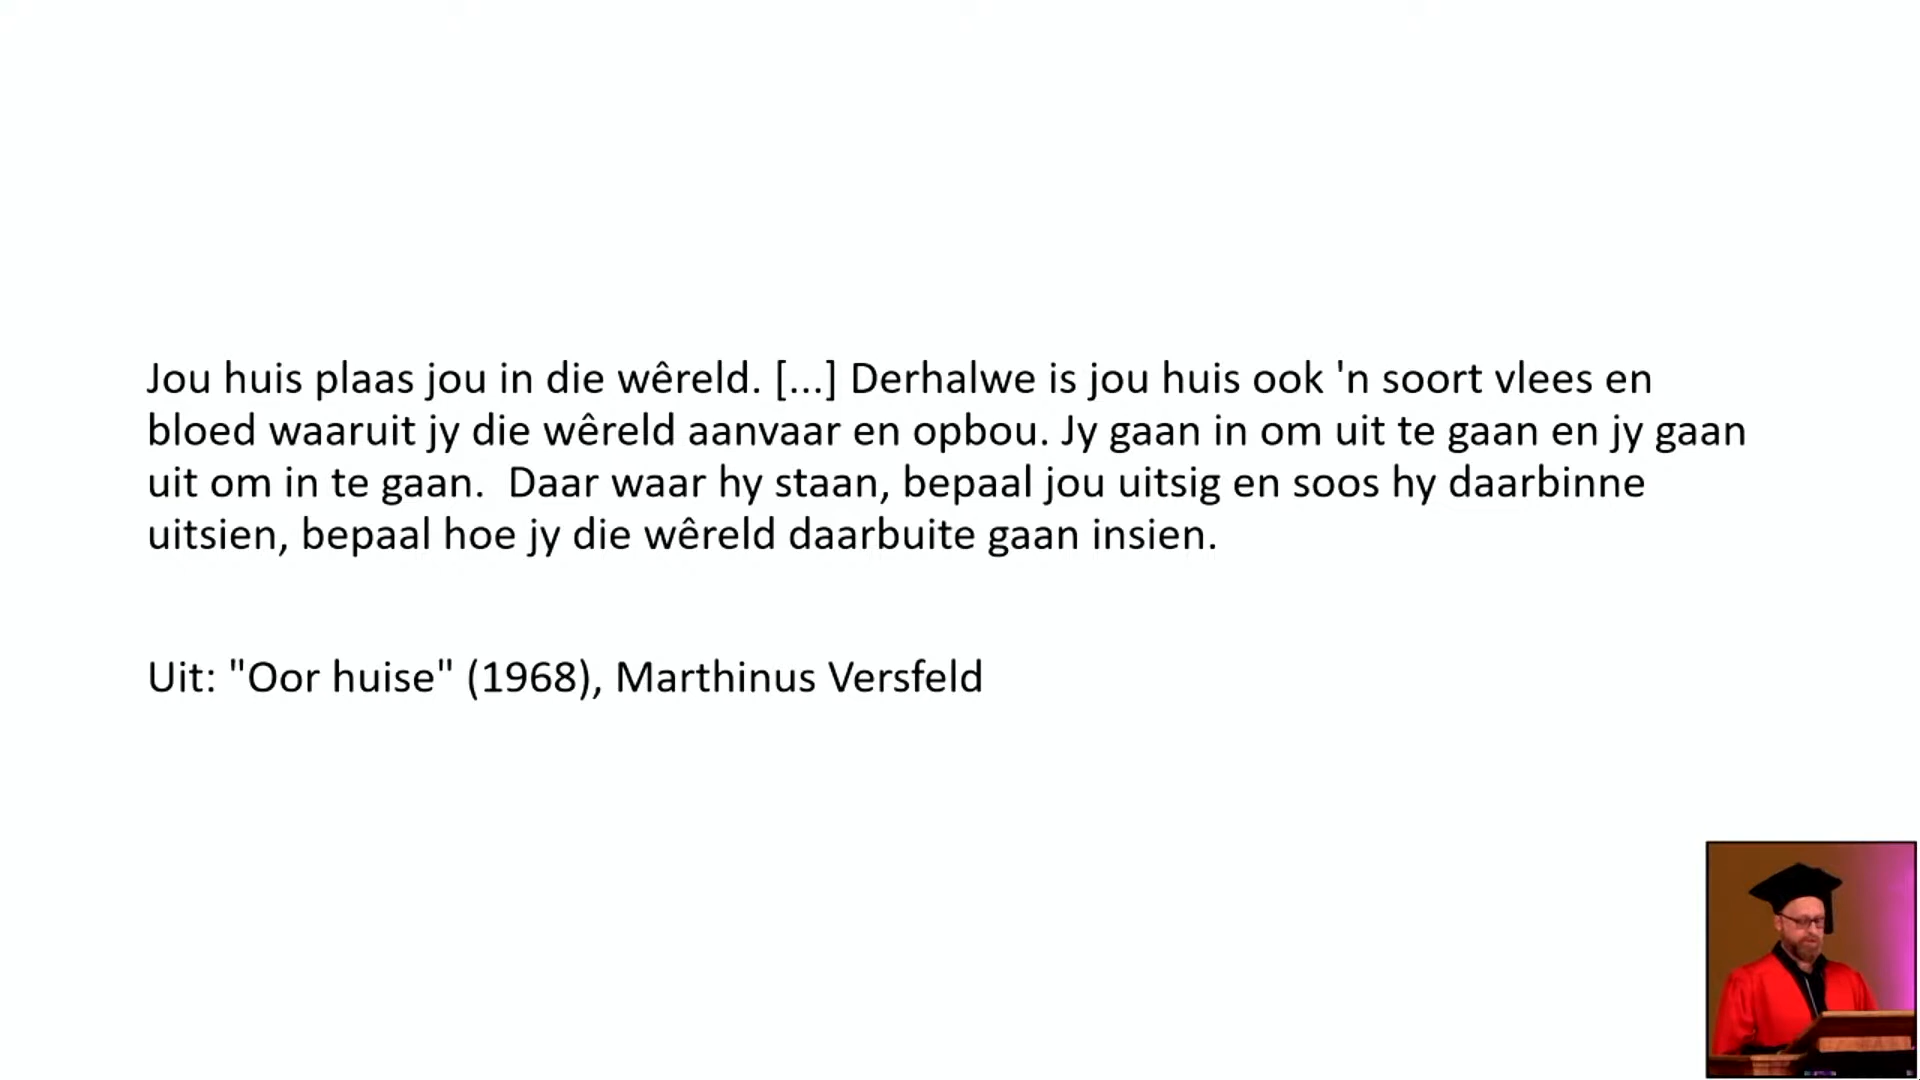 Jou huis plaas jou in die wêreld. [...] Derhalwe is jou huis ook 'n soort vlees en
bloed waaruit jy die wêreld aanvaar en opbou. Jy gaan in om uit te gaan en jy gaan
uit om in te gaan.  Daar waar hy staan, bepaal jou uitsig en soos hy daarbinne
uitsien, bepaal hoe jy die wêreld daarbuite gaan insien.
Uit: "Oor huise" (1968), Marthinus Versfeld